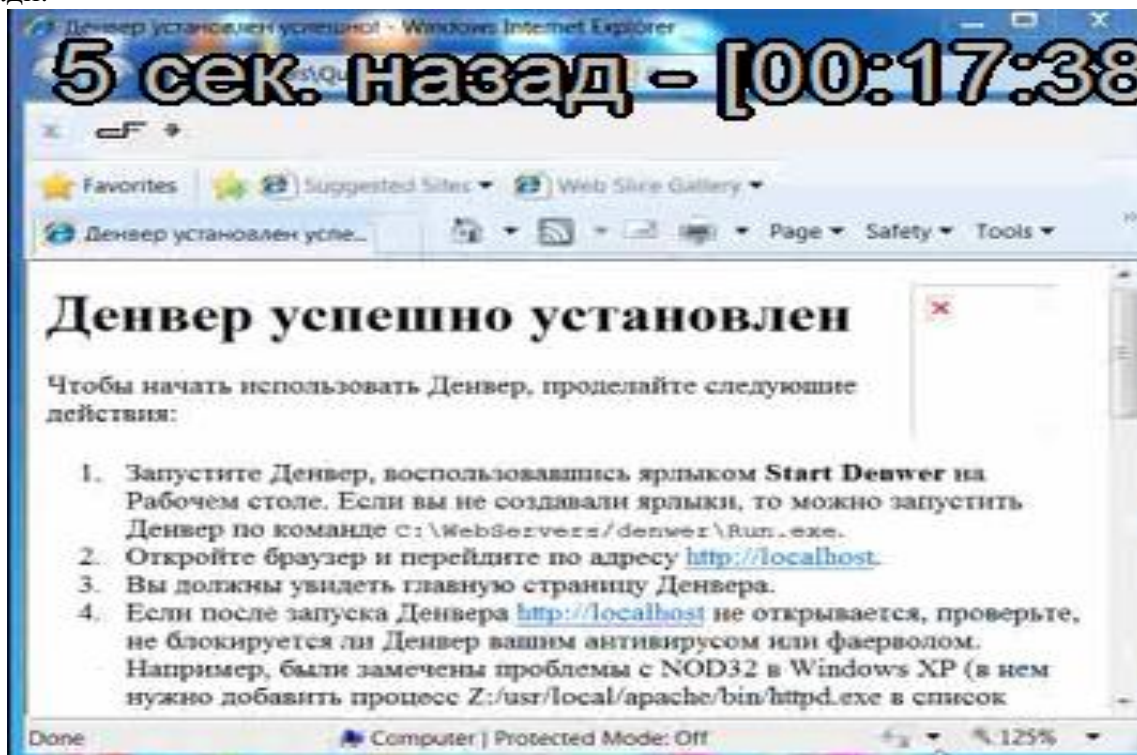 Денвер установлен успешно! - Windows Internet Explorer
5 сек. назад - [00:17:38
Favorites Suggested Sites Web Slice Gallery
Денвер установлен успе... Page Safety Tools
Денвер успешно установлен
Чтобы начать использовать Денвер, проделайте следующие
действия:
1. Запустите Денвер, воспользовавшись ярлыком Start Denwer на
Рабочем столе. Если вы не создавали ярлыки, то можно запустить
Денвер по команде C:\WebServers/denwer\Run.exe.
2. Откройте браузер и перейдите по адресу http://localhost.
3. Вы должны увидеть главную страницу Денвера.
4. Если после запуска Денвера http://localhost не открывается, проверьте,
не блокируется ли Денвер вашим антивирусом или фаерволом.
Например, были замечены проблемы с NOD32 в Windows XP (в нем
нужно добавить процесс Z:/usr/local/apache/bin/httpd.exe в список
Done Computer | Protected Mode: Off 125%